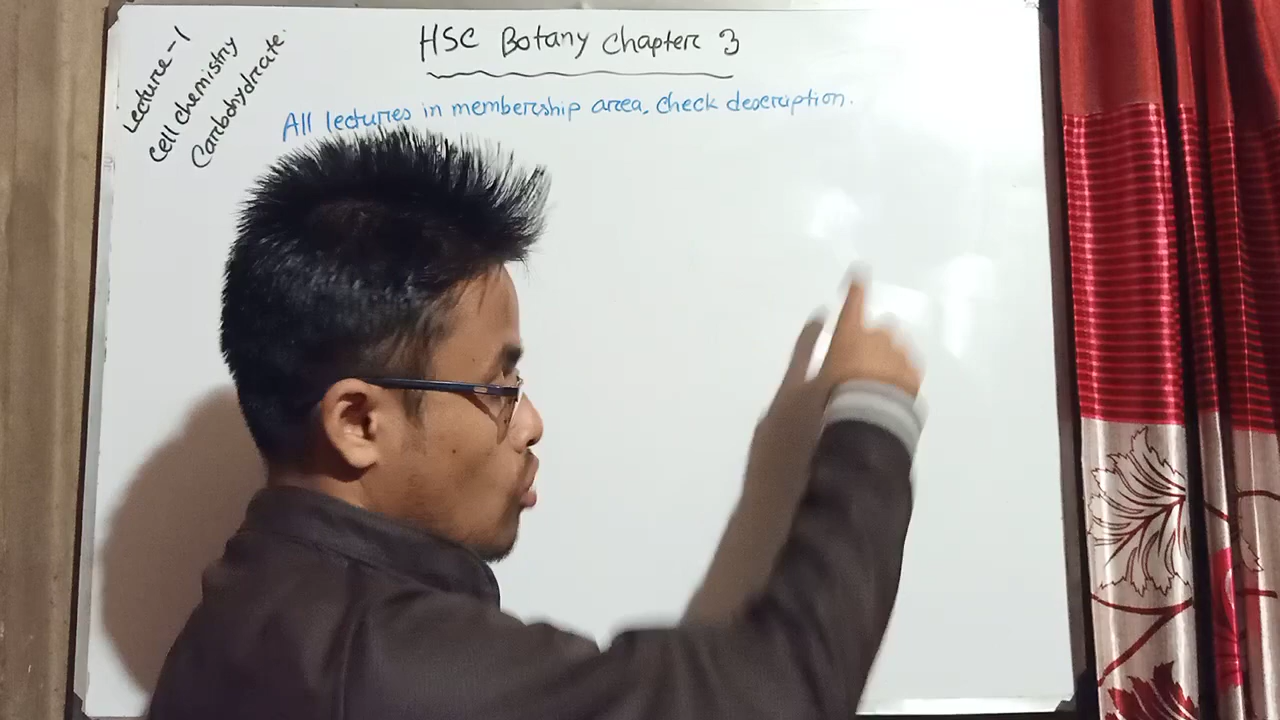 Lecture-1
Cell chemistry
Carbohydrate.
HSC Botany Chapter 3
All lectures in membership area, check description.